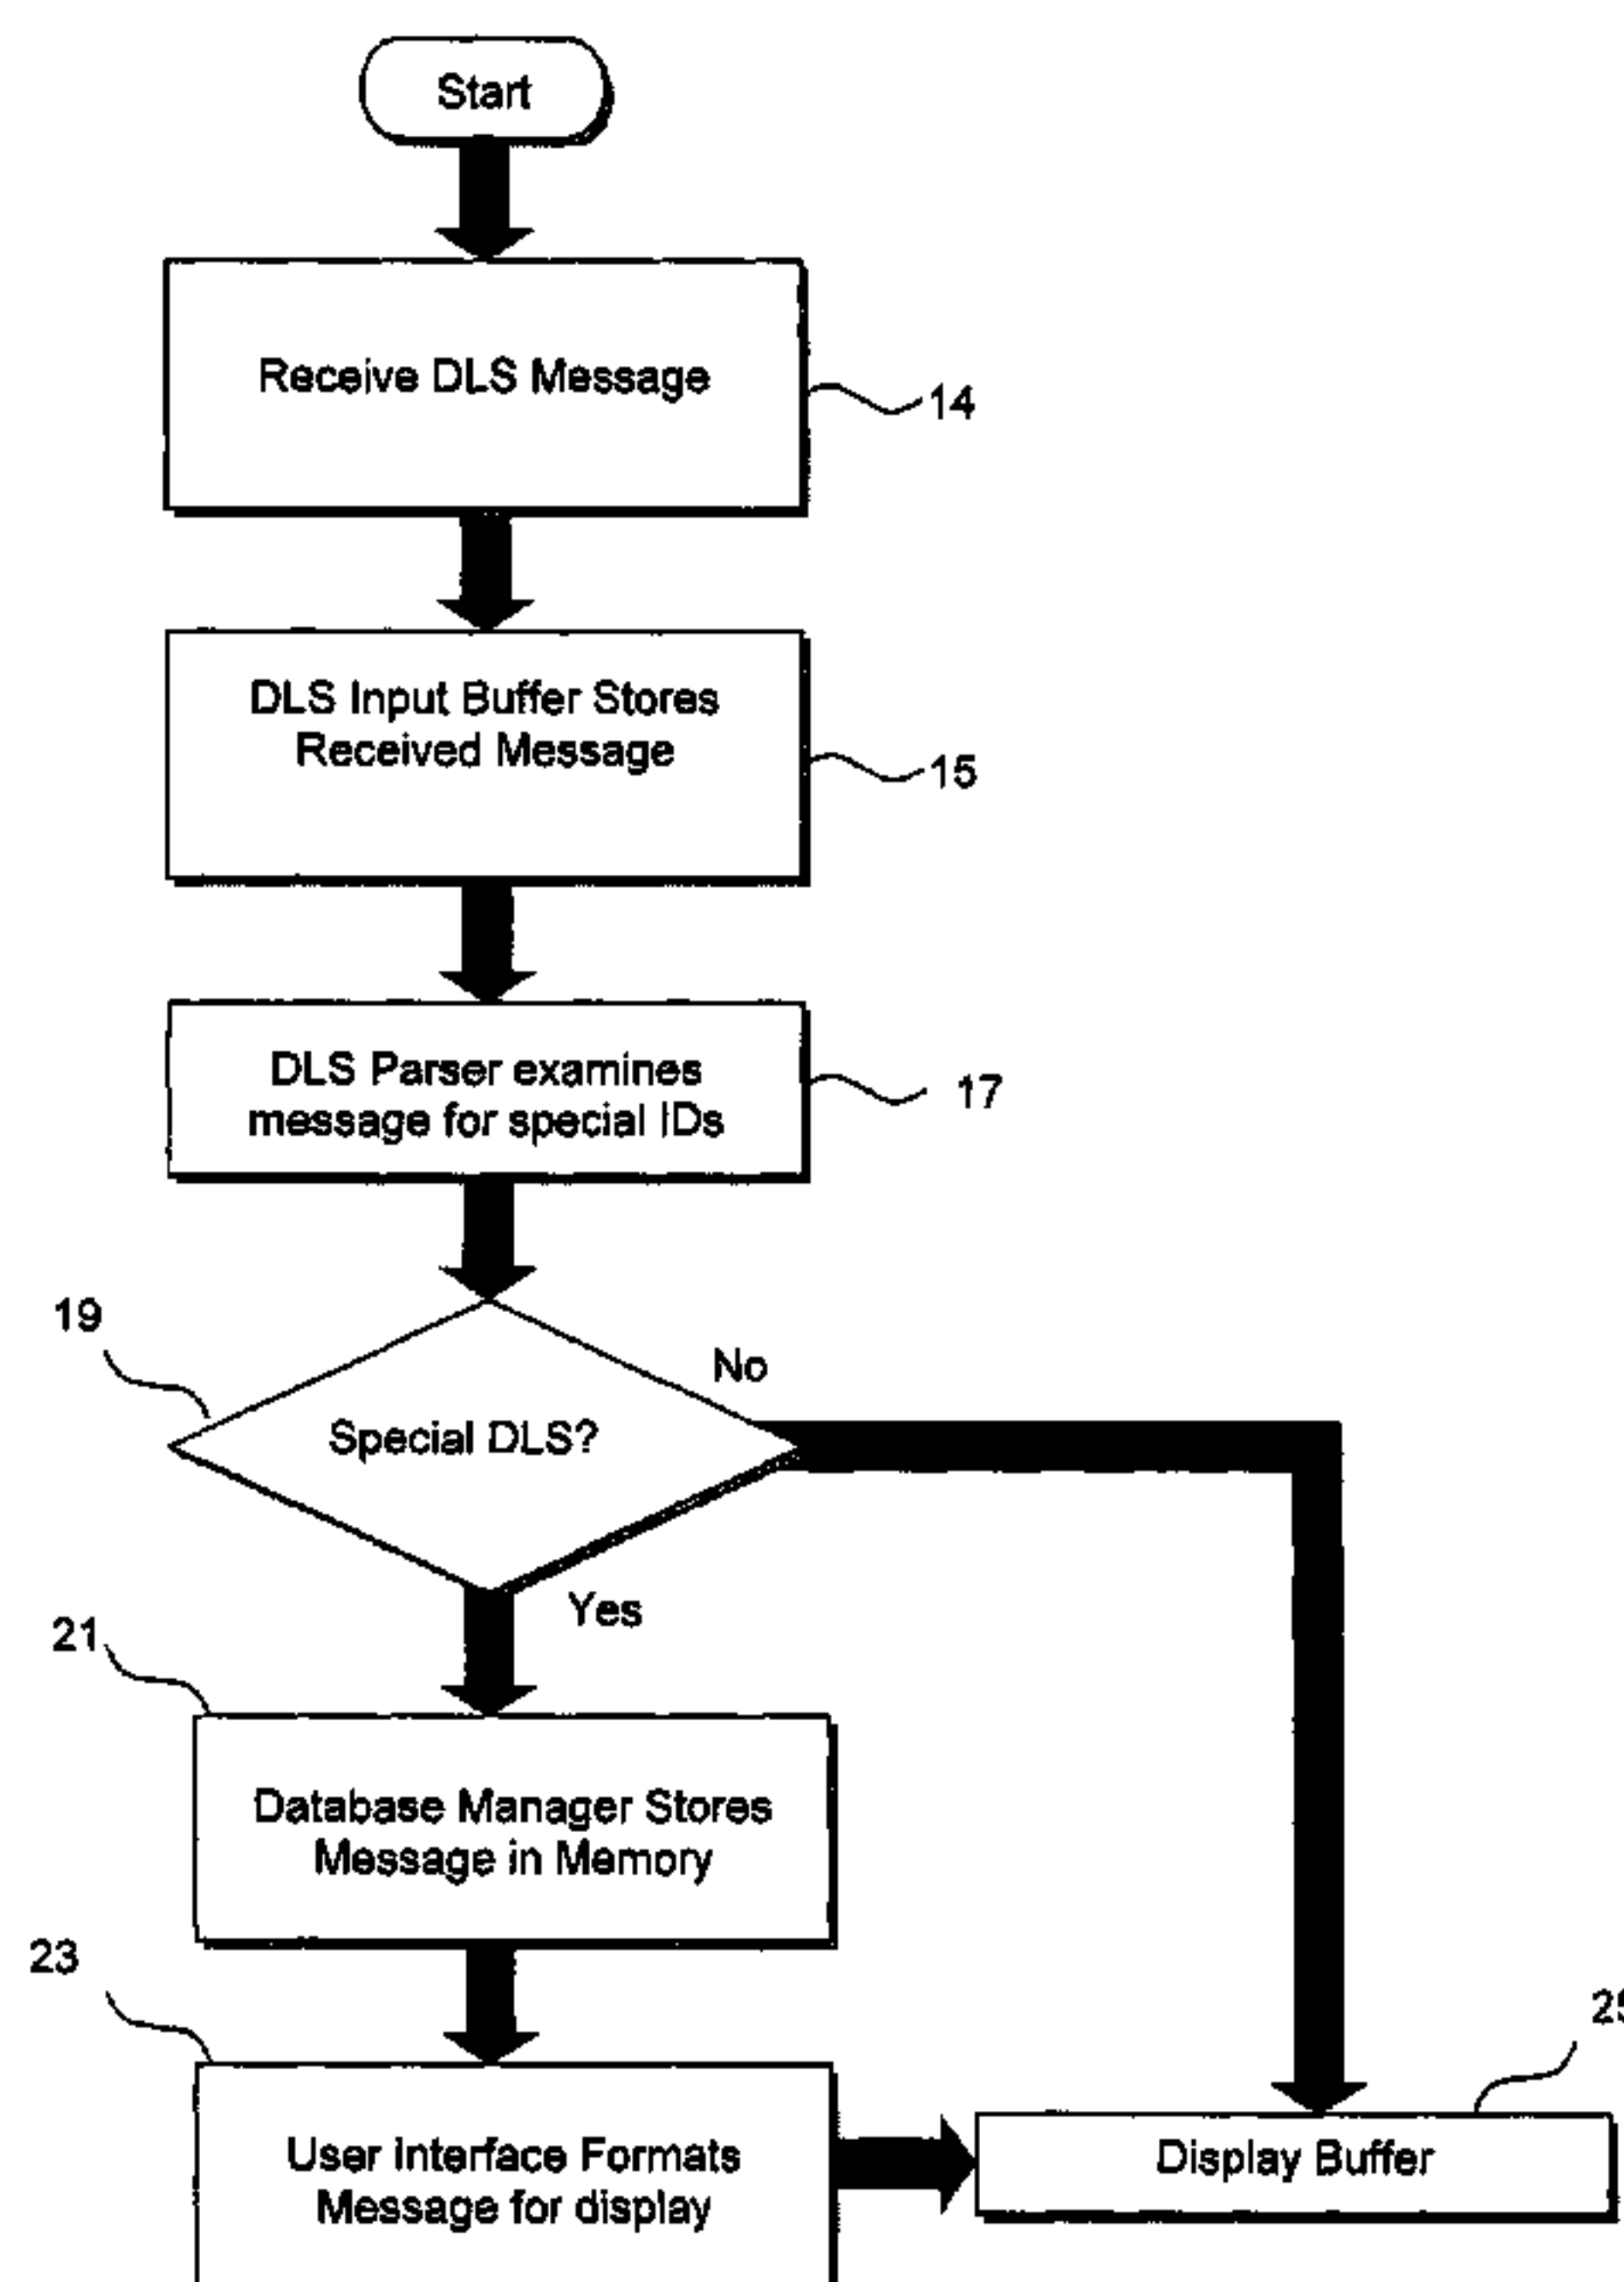 Start
Receive DLS Message
14
DLS Input Buffer Stores
Received Message
15
DLS Parser examines
message for special IDs
17
19
No
Special DLS?
Yes
21
Database Manager Stores
Message in Memory
23
User Interface Formats
Message for display
Display Buffer